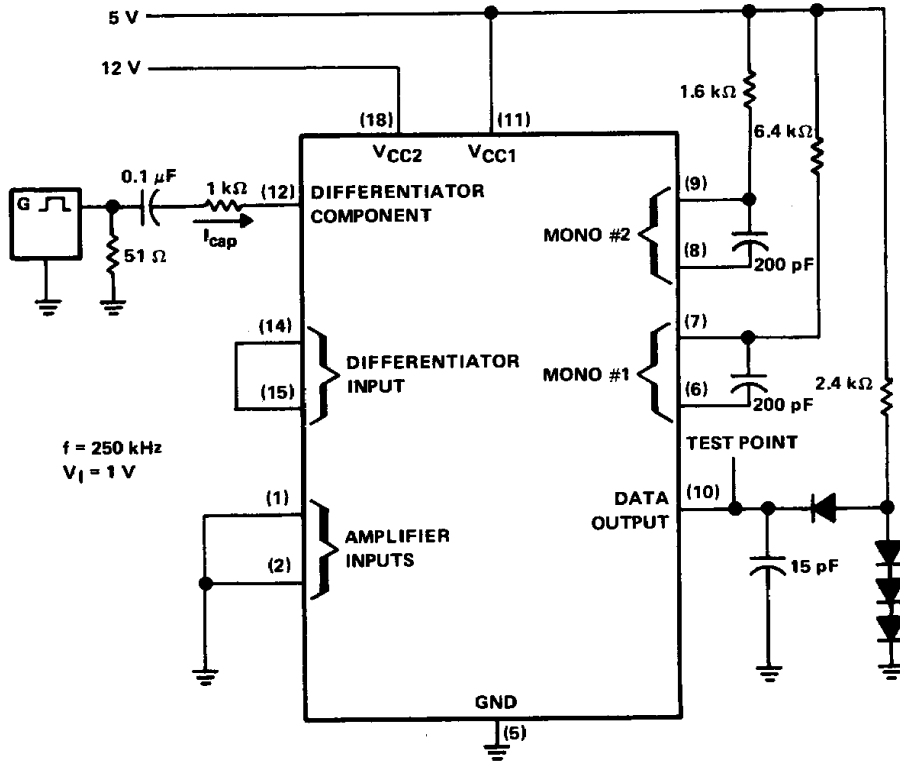 5 V
12 V
(18)
(11)
VCC2
VCC1
1.6 kΩ
6.4 kΩ
G
0.1 μF
1 kΩ
(12)
DIFFERENTIATOR
COMPONENT
Icap
51 Ω
(9)
MONO #2
(8)
200 pF
(14)
DIFFERENTIATOR
INPUT
(15)
(7)
MONO #1
(6)
200 pF
2.4 kΩ
f = 250 kHz
VI = 1 V
TEST POINT
(1)
AMPLIFIER
INPUTS
(2)
DATA
OUTPUT
(10)
15 pF
GND
(5)